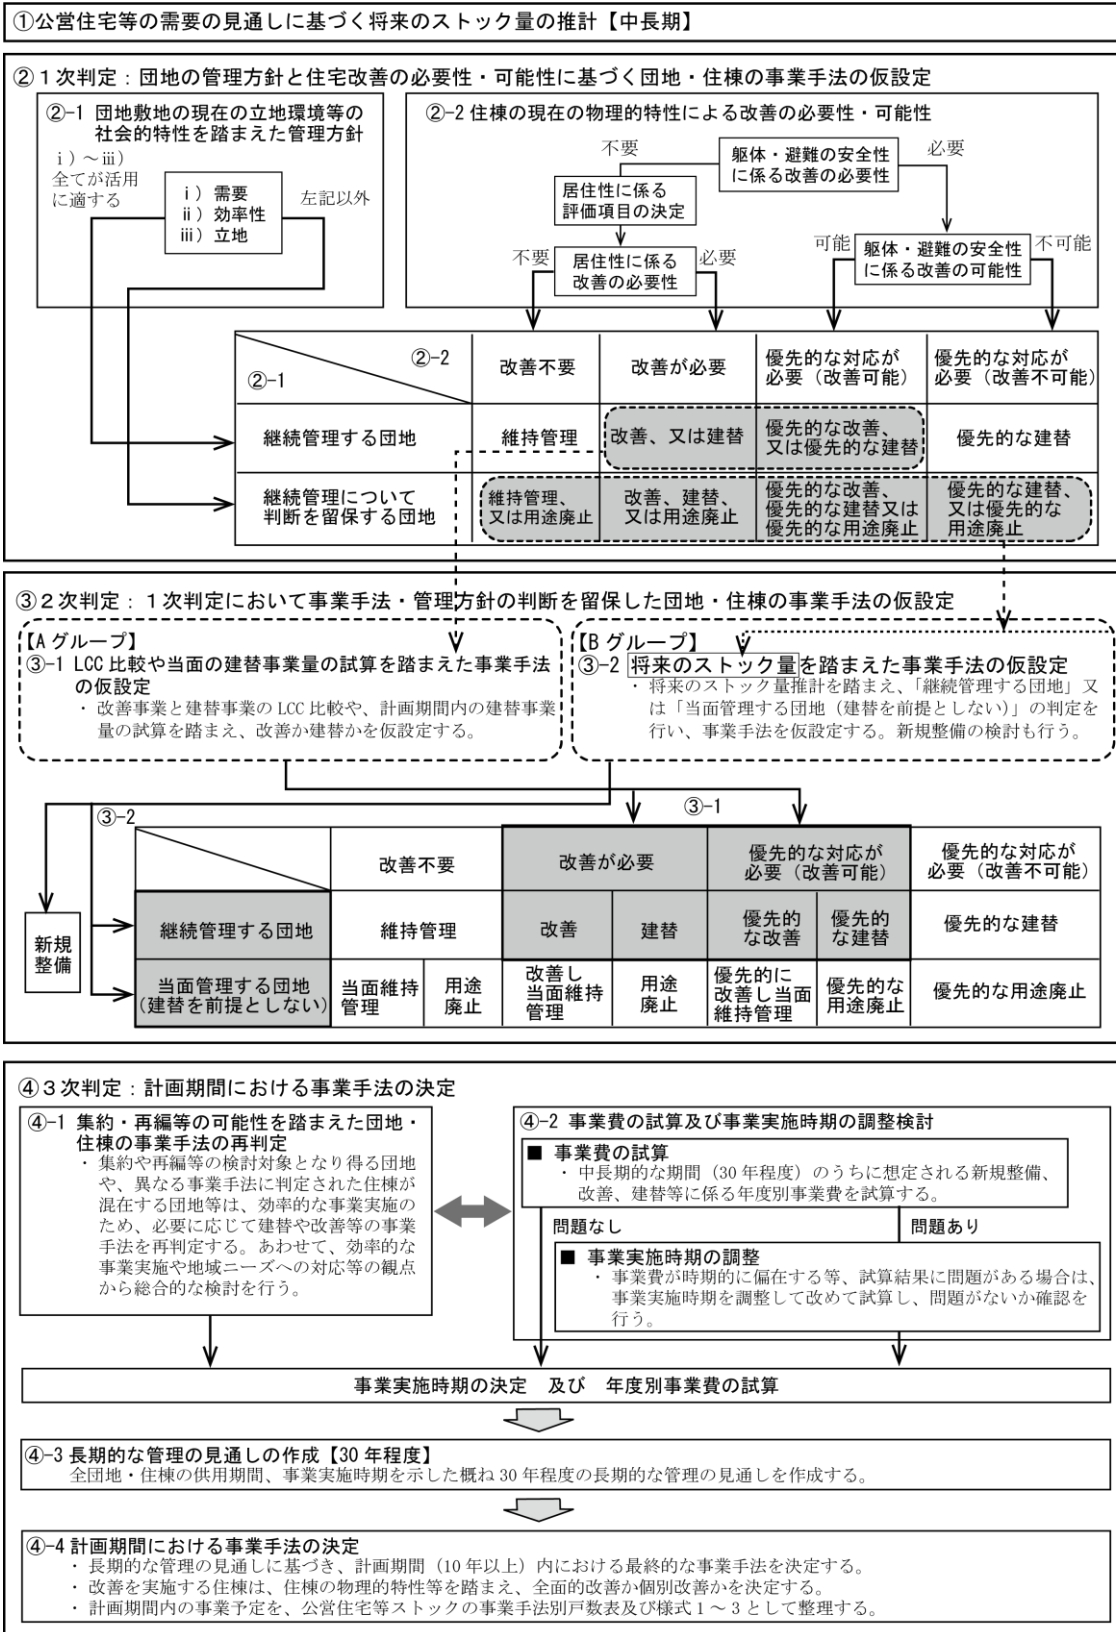 ①公営住宅等の需要の見通しに基づく将来のストック量の推計【中長期】
②１次判定：団地の管理方針と住宅改善の必要性・可能性に基づく団地・住棟の事業手法の仮設定
②-1 団地敷地の現在の立地環境等の
社会的特性を踏まえた管理方針
ⅰ）～ⅲ）
全てが活用
に適する
ⅰ）需要
ⅱ）効率性
ⅲ）立地
左記以外
②-2 住棟の現在の物理的特性による改善の必要性・可能性
不要
躯体・避難の安全性
に係る改善の必要性
必要
居住性に係る
評価項目の決定
不要
居住性に係る
改善の必要性
必要
可能
躯体・避難の安全性
に係る改善の可能性
不可能
②-2
②-1
改善不要
改善が必要
優先的な対応が
必要（改善可能）
優先的な対応が
必要（改善不可能）
継続管理する団地
維持管理
改善、又は建替
優先的な改善、
又は優先的な建替
優先的な建替
継続管理について
判断を留保する団地
維持管理、
又は用途廃止
改善、建替、
又は用途廃止
優先的な改善、
優先的な建替又は
優先的な用途廃止
優先的な建替、
又は優先的な
用途廃止
③２次判定：１次判定において事業手法・管理方針の判断を留保した団地・住棟の事業手法の仮設定
【Aグループ】
③-1 LCC比較や当面の建替事業量の試算を踏まえた事業手法
の仮設定
・改善事業と建替事業のLCC比較や、計画期間内の建替事業
量の試算を踏まえ、改善か建替かを仮設定する。
【Bグループ】
③-2 将来のストック量を踏まえた事業手法の仮設定
・将来のストック量推計を踏まえ、「継続管理する団地」又
は「当面管理する団地（建替を前提としない）」の判定を
行い、事業手法を仮設定する。新規整備の検討も行う。
③-2
③-1
新規
整備
改善不要
改善が必要
優先的な対応が
必要（改善可能）
優先的な対応が
必要（改善不可能）
継続管理する団地
維持管理
改善
建替
優先的
な改善
優先的
な建替
優先的な建替
当面管理する団地
(建替を前提としない)
当面維持
管理
用途
廃止
改善し
当面維持
管理
用途
廃止
優先的に
改善し当面
維持管理
優先的な
用途廃止
優先的な用途廃止
④３次判定：計画期間における事業手法の決定
④-1 集約・再編等の可能性を踏まえた団地・
住棟の事業手法の再判定
・集約や再編等の検討対象となり得る団地
や、異なる事業手法に判定された住棟が
混在する団地等は、効率的な事業実施の
ため、必要に応じて建替や改善等の事業
手法を再判定する。あわせて、効率的な
事業実施や地域ニーズへの対応等の観点
から総合的な検討を行う。
④-2 事業費の試算及び事業実施時期の調整検討
■ 事業費の試算
・中長期的な期間（30年程度）のうちに想定される新規整備、
改善、建替等に係る年度別事業費を試算する。
問題なし
問題あり
■ 事業実施時期の調整
・事業費が時期的に偏在する等、試算結果に問題がある場合は、
事業実施時期を調整して改めて試算し、問題がないか確認を
行う。
事業実施時期の決定　及び　年度別事業費の試算
④-3 長期的な管理の見通しの作成【30年程度】
全団地・住棟の供用期間、事業実施時期を示した概ね30年程度の長期的な管理の見通しを作成する。
④-4 計画期間における事業手法の決定
・長期的な管理の見通しに基づき、計画期間（10年以上）内における最終的な事業手法を決定する。
・改善を実施する住棟は、住棟の物理的特性等を踏まえ、全面的改善か個別改善かを決定する。
・計画期間内の事業予定を、公営住宅等ストックの事業手法別戸数表及び様式１～３として整理する。